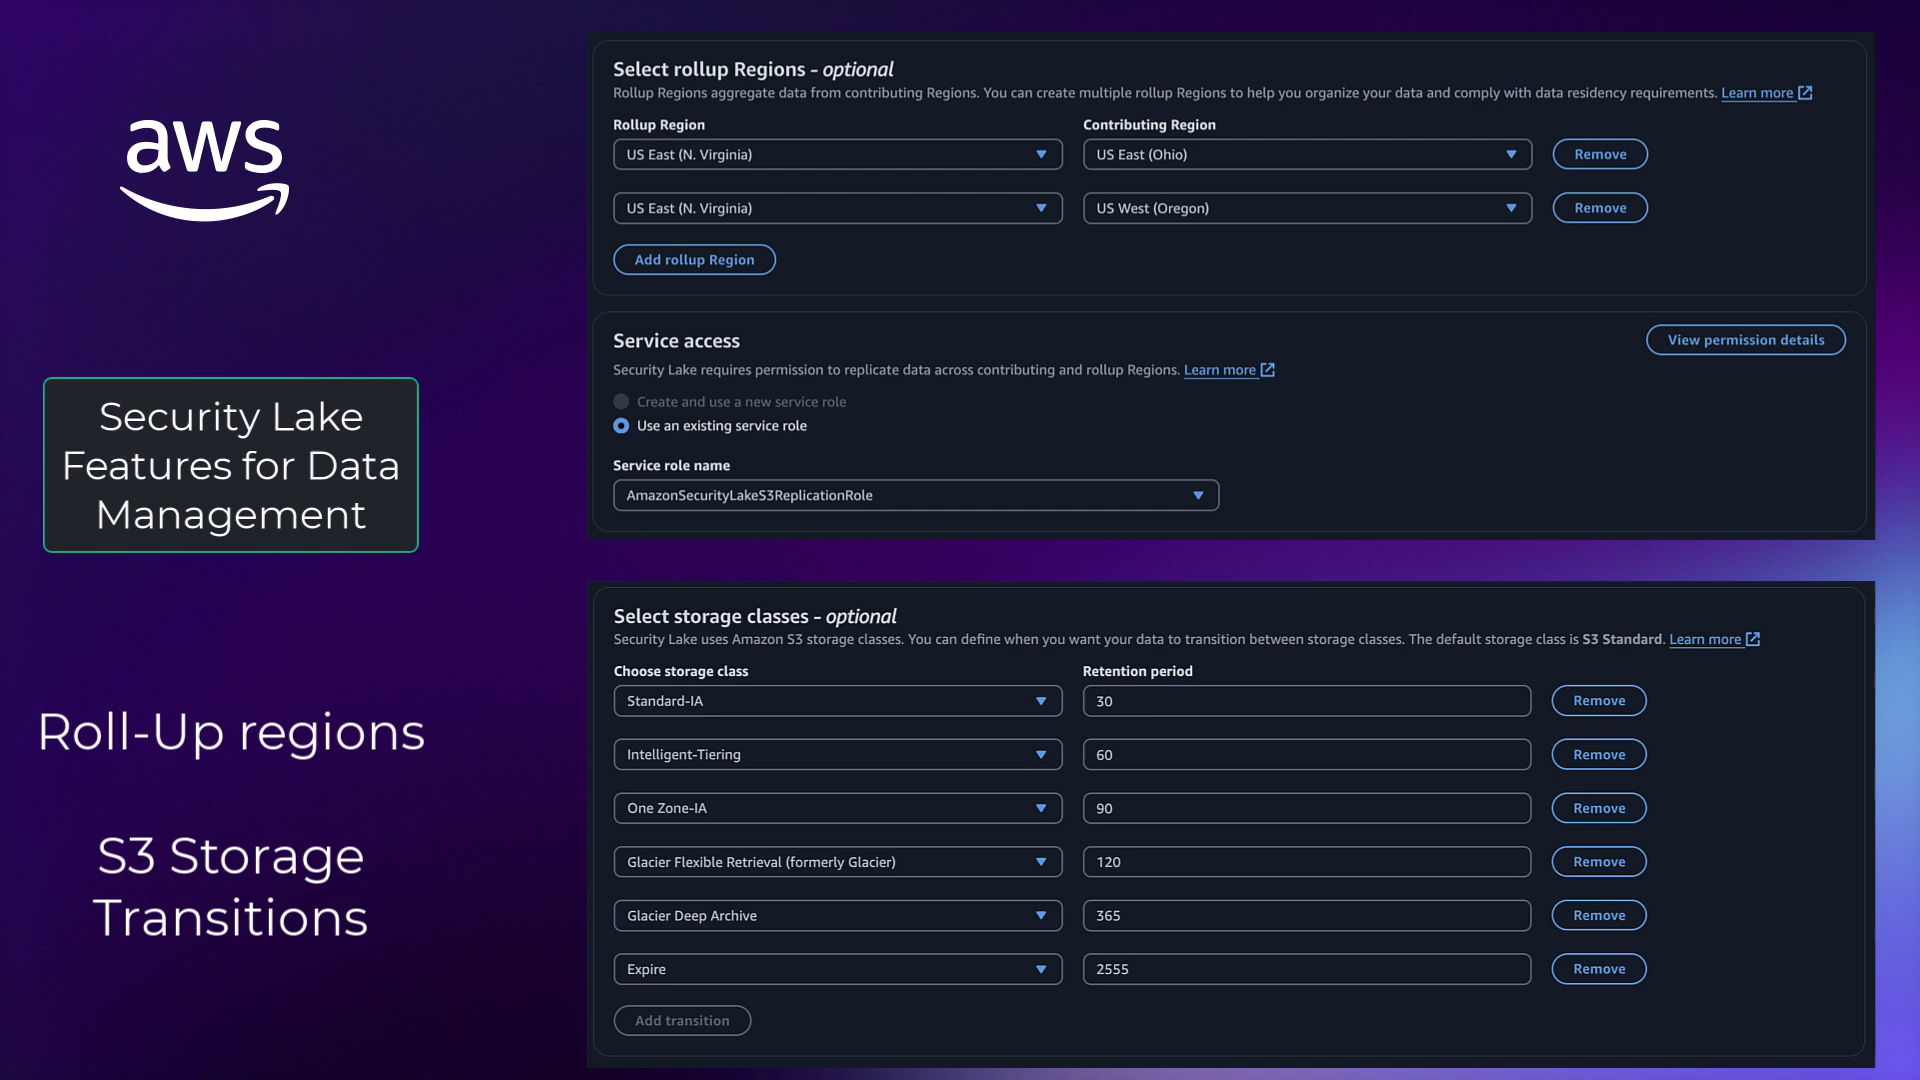 aws
Security Lake
Features for Data
Management
Roll-Up regions
S3 Storage
Transitions
Select rollup Regions - optional
Rollup Regions aggregate data from contributing Regions. You can create multiple rollup Regions to help you organize your data and comply with data residency requirements. Learn more
Rollup Region Contributing Region
US East (N. Virginia) US East (Ohio) Remove
US East (N. Virginia) US West (Oregon) Remove
Add rollup Region
Service access View permission details
Security Lake requires permission to replicate data across contributing and rollup Regions. Learn more
Create and use a new service role
Use an existing service role
Service role name
AmazonSecurityLakeS3ReplicationRole
Select storage classes - optional
Security Lake uses Amazon S3 storage classes. You can define when you want your data to transition between storage classes. The default storage class is S3 Standard. Learn more
Choose storage class Retention period
Standard-IA 30 Remove
Intelligent-Tiering 60 Remove
One Zone-IA 90 Remove
Glacier Flexible Retrieval (formerly Glacier) 120 Remove
Glacier Deep Archive 365 Remove
Expire 2555 Remove
Add transition